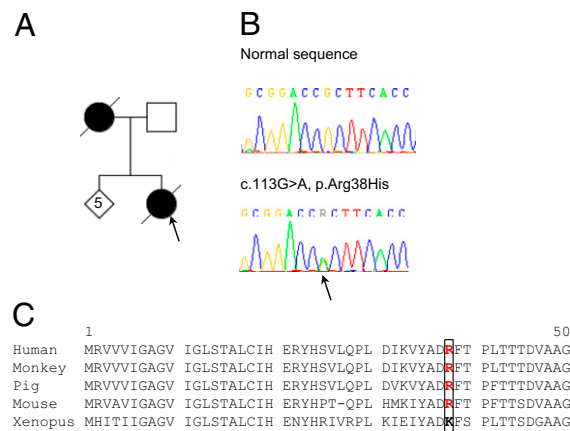 A
B
Normal sequence
G C G G A C C G C T T C A C C
5
c.113G>A, p.Arg38His
G C G G A C C R C T T C A C C
C
1 50
Human MRVVVIGAGV IGLSTALCIH ERYHSVLQPL DIKVYADRFT PLTTTDVAAG
Monkey MRVVVIGAGV IGLSTALCIH ERYHSVLQPL DIKVYADRFT PLTTTDVAAG
Pig MRVVVIGAGV IGLSTALCIH ERYHSVLQPL DVKVYADRFT PFTTTDVAAG
Mouse MRVAVIGAGV IGLSTALCIH ERYHPT-QPL HMKIYADRFT PFTTSDVAAG
Xenopus MHITIIGAGV IGLSTALCIH ENYHRIVRPL KIEIYADKFS PLTTSDGAAG